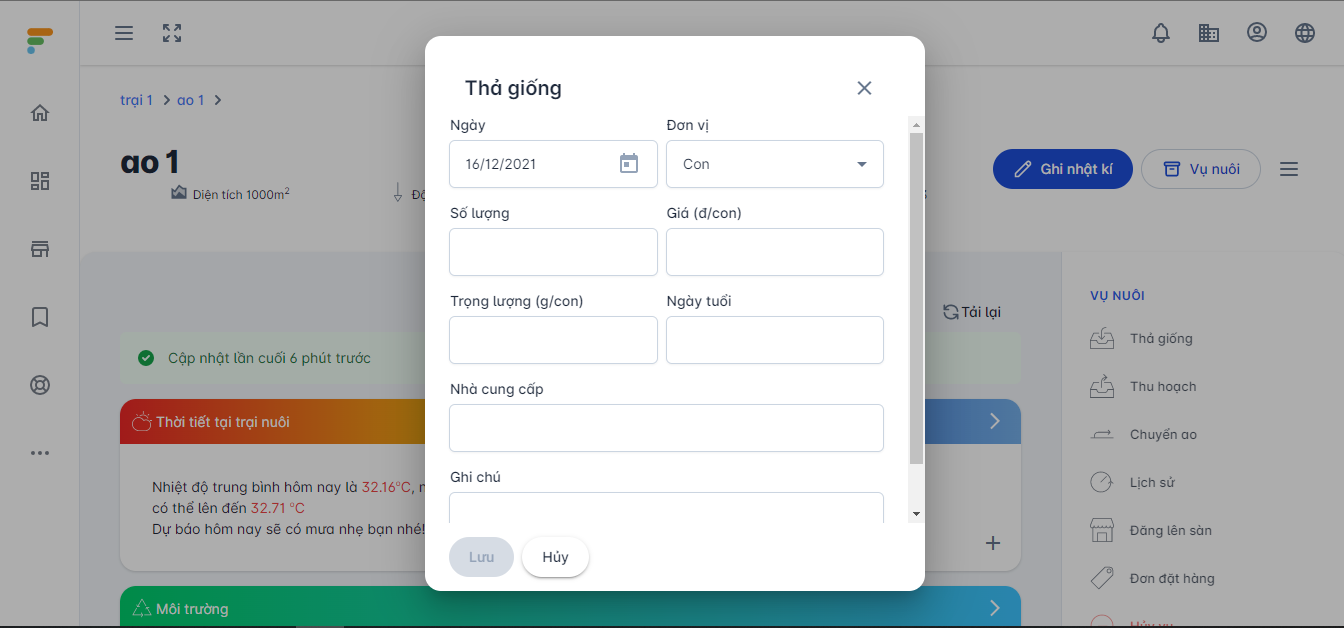 trại 1 > ao 1 >
ao 1
Diện tích 1000m²
Độ
Ghi nhật kí
Vụ nuôi
Tải lại
Cập nhật lần cuối 6 phút trước
Thời tiết tại trại nuôi
Nhiệt độ trung bình hôm nay là 32.16°C,
có thể lên đến 32.71 °C
Dự báo hôm nay sẽ có mưa nhẹ bạn nhé!
Môi trường
Thả giống
Ngày
Đơn vị
16/12/2021
Con
Số lượng
Giá (đ/con)
Trọng lượng (g/con)
Ngày tuổi
Nhà cung cấp
Ghi chú
Lưu
Hủy
VỤ NUÔI
Thả giống
Thu hoạch
Chuyển ao
Lịch sử
Đăng lên sàn
Đơn đặt hàng